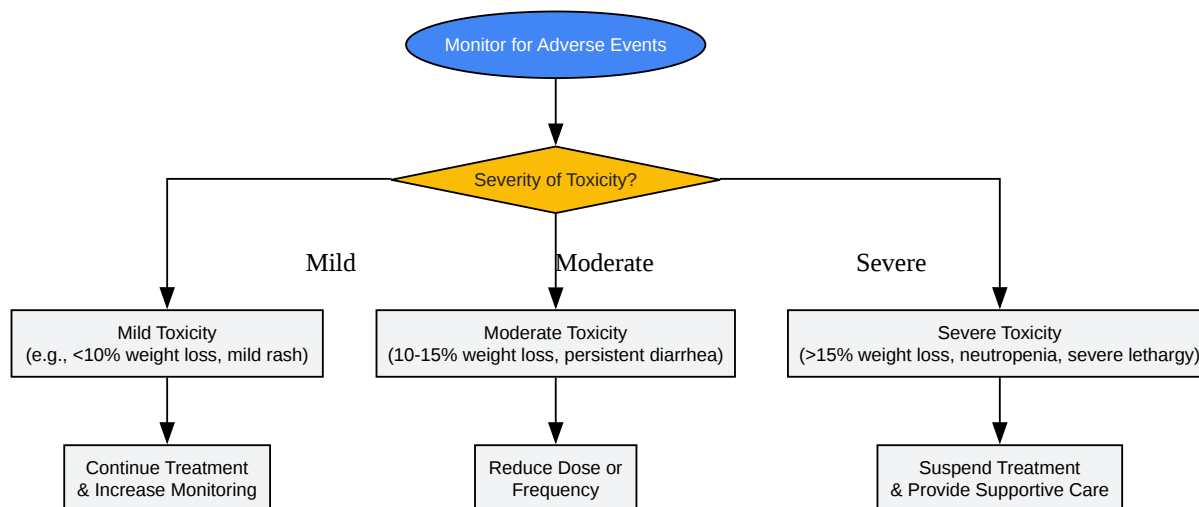 Monitor for Adverse Events
Severity of Toxicity?
Mild
Moderate
Severe
Mild Toxicity
(e.g., <10% weight loss, mild rash)
Moderate Toxicity
(10-15% weight loss, persistent diarrhea)
Severe Toxicity
(>15% weight loss, neutropenia, severe lethargy)
Continue Treatment
& Increase Monitoring
Reduce Dose or
Frequency
Suspend Treatment
& Provide Supportive Care